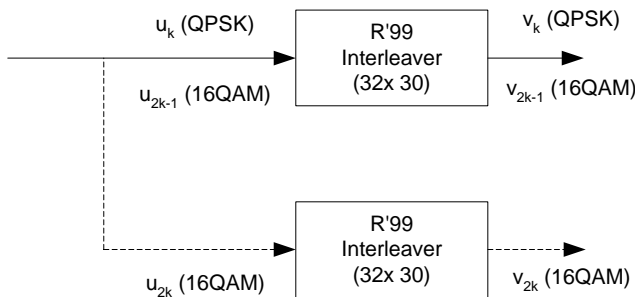 u_k (QPSK)
R'99
Interleaver
(32x 30)
v_k (QPSK)
u_2k-1 (16QAM)
v_2k-1 (16QAM)
R'99
Interleaver
(32x 30)
u_2k (16QAM)
v_2k (16QAM)